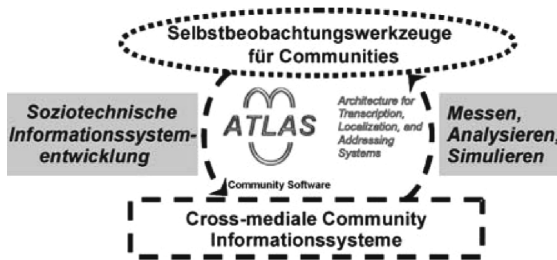 Selbstbeobachtungswerkzeuge
für Communities
Soziotechnische
Informationssystem-
entwicklung
ATLAS
Architecture for
Transcription,
Localization, and
Addressing
Systems
Messen,
Analysieren,
Simulieren
Community Software
Cross-mediale Community
Informationssysteme